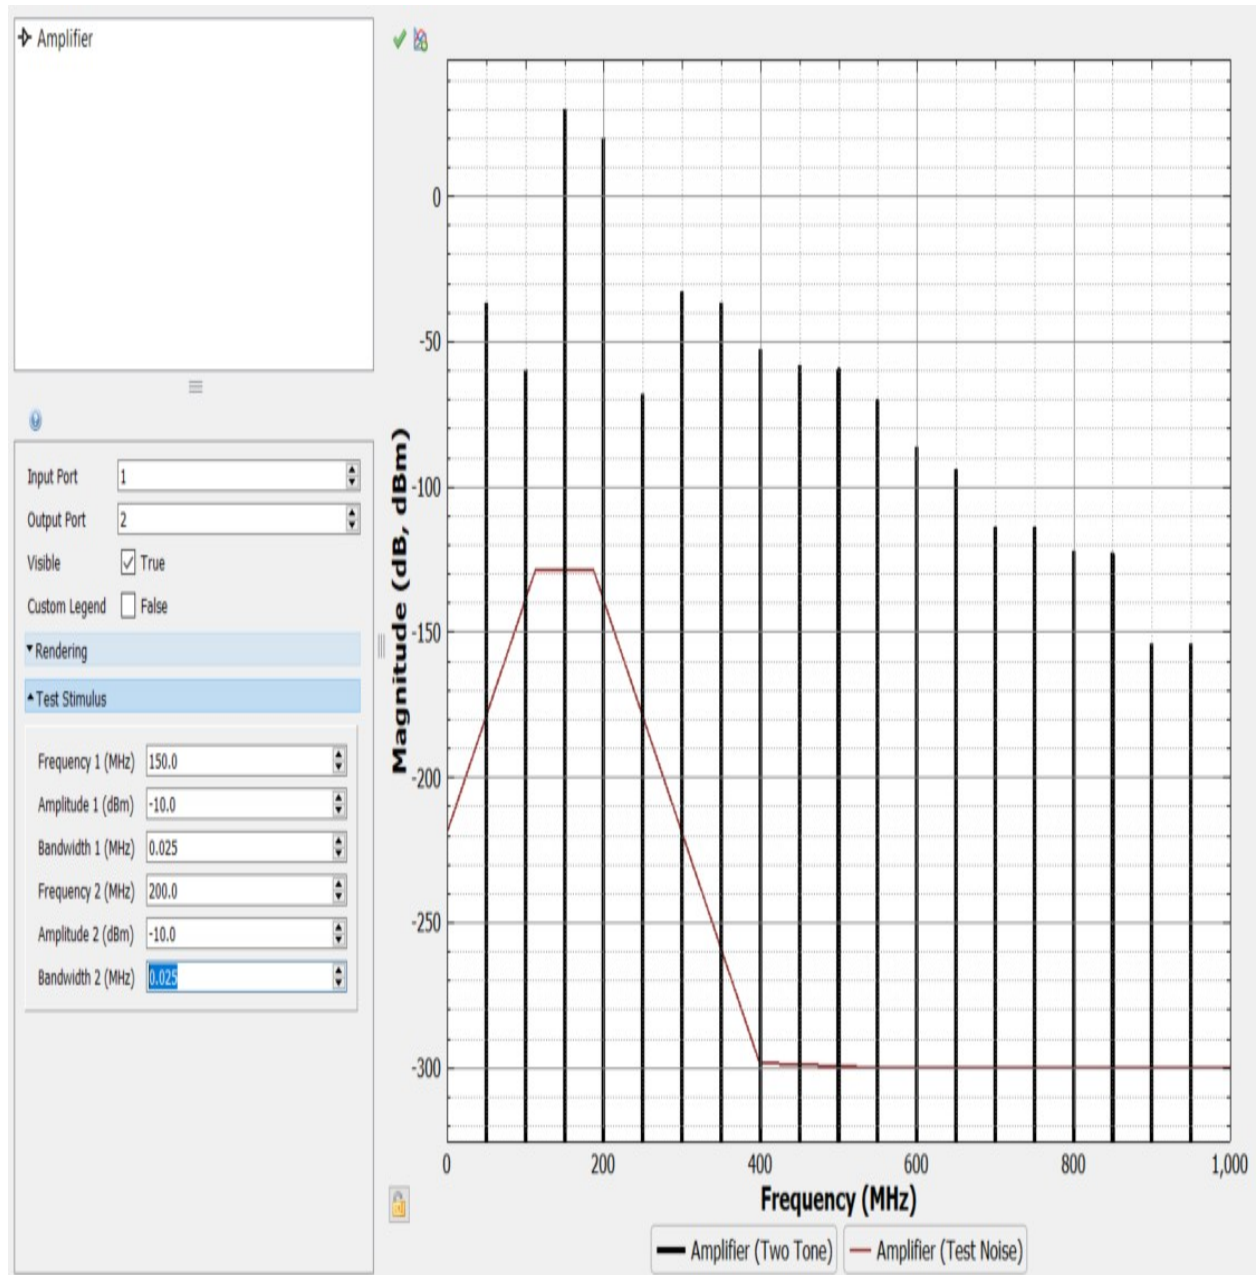 Amplifier
Input Port 1
Output Port 2
Visible True
Custom Legend False
Rendering
Test Stimulus
Frequency 1 (MHz) 150.0
Amplitude 1 (dBm) -10.0
Bandwidth 1 (MHz) 0.025
Frequency 2 (MHz) 200.0
Amplitude 2 (dBm) -10.0
Bandwidth 2 (MHz) 0.025
Magnitude (dB, dBm)
0
-50
-100
-150
-200
-250
-300
0 200 400 600 800 1,000
Frequency (MHz)
Amplifier (Two Tone) Amplifier (Test Noise)